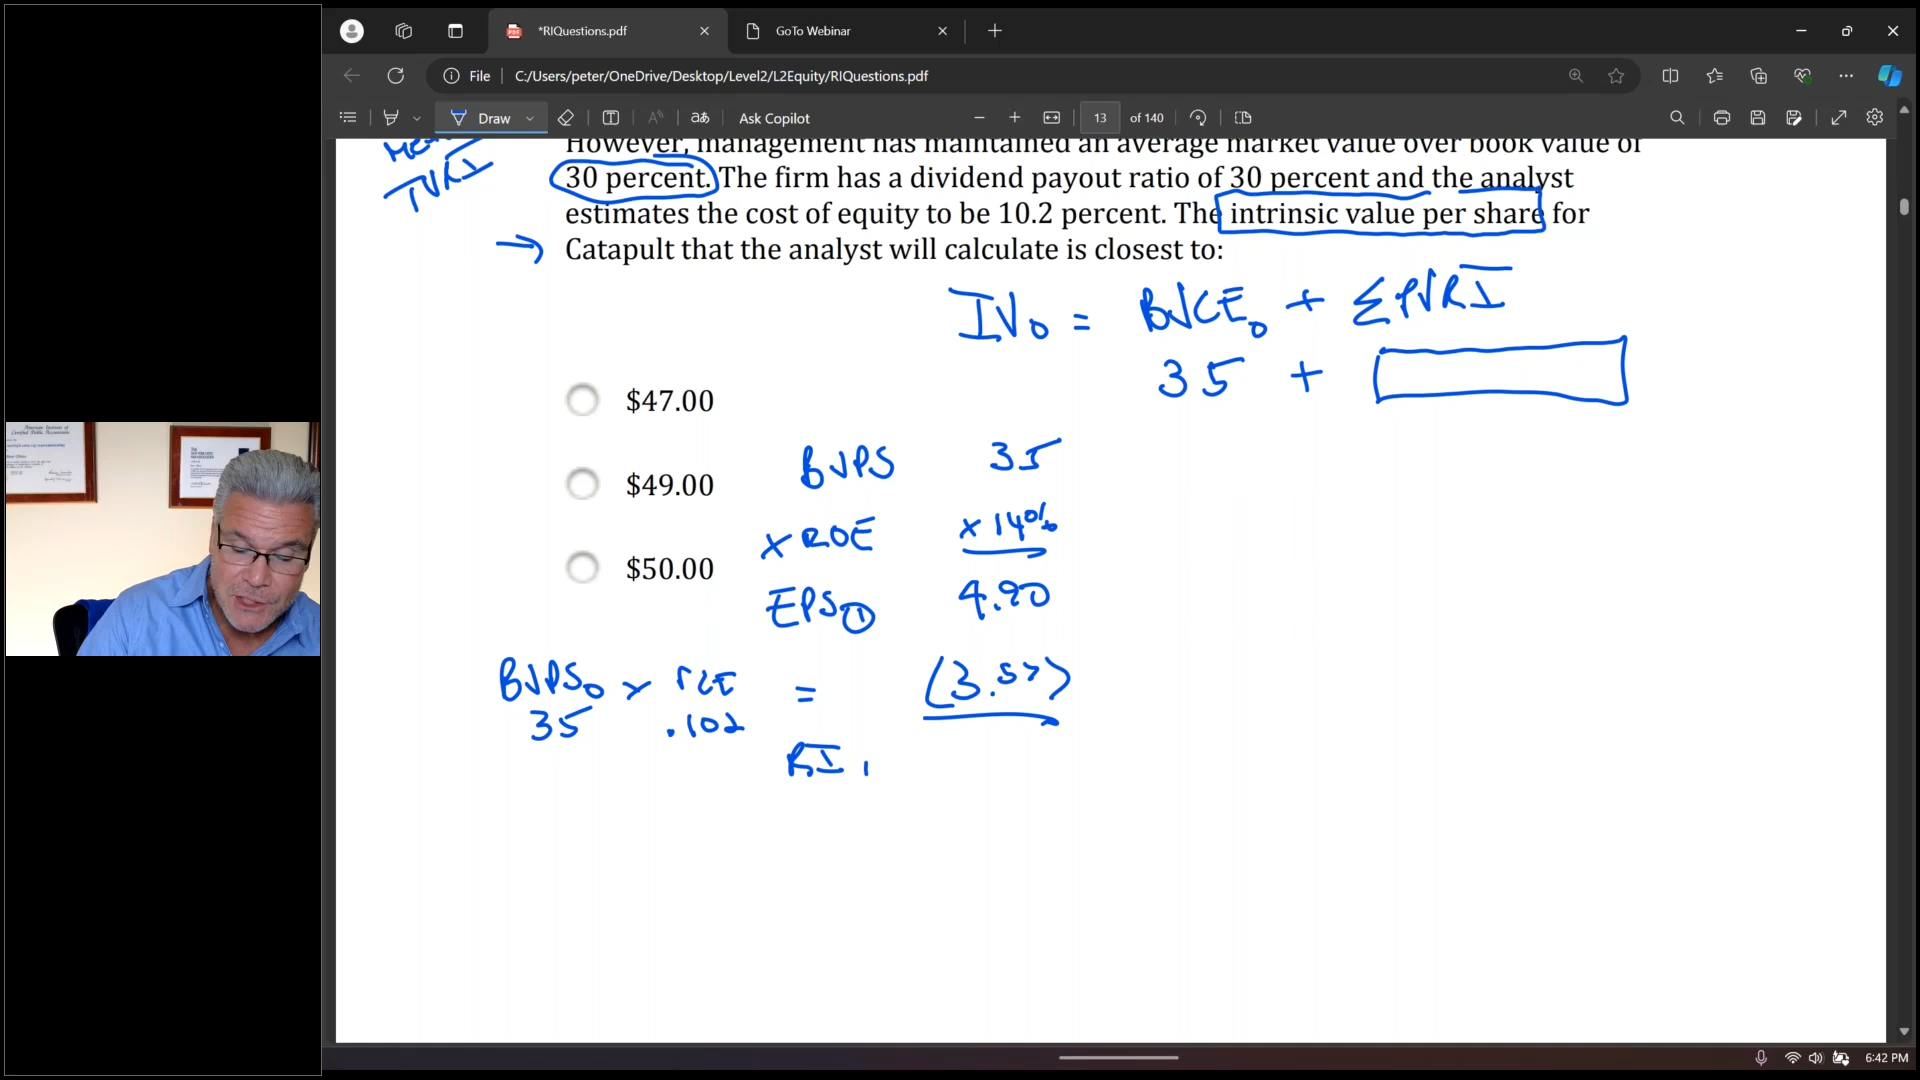 *RIQuestions.pdf
GoTo Webinar
File C:/Users/peter/OneDrive/Desktop/Level2/L2Equity/RIQuestions.pdf
Draw aあ Ask Copilot 13 of 140
However, management has maintained an average market value over book value of
TVRI
30 percent. The firm has a dividend payout ratio of 30 percent and the analyst
estimates the cost of equity to be 10.2 percent. The intrinsic value per share for
Catapult that the analyst will calculate is closest to:
IV0 = BVCE0 + ΣPVRI
35 +
$47.00
$49.00
$50.00
BVPS 35
x ROE x 14%
EPS1 4.90
BVPS0 x rCE = (3.57)
35 .102
RI1
6:42 PM